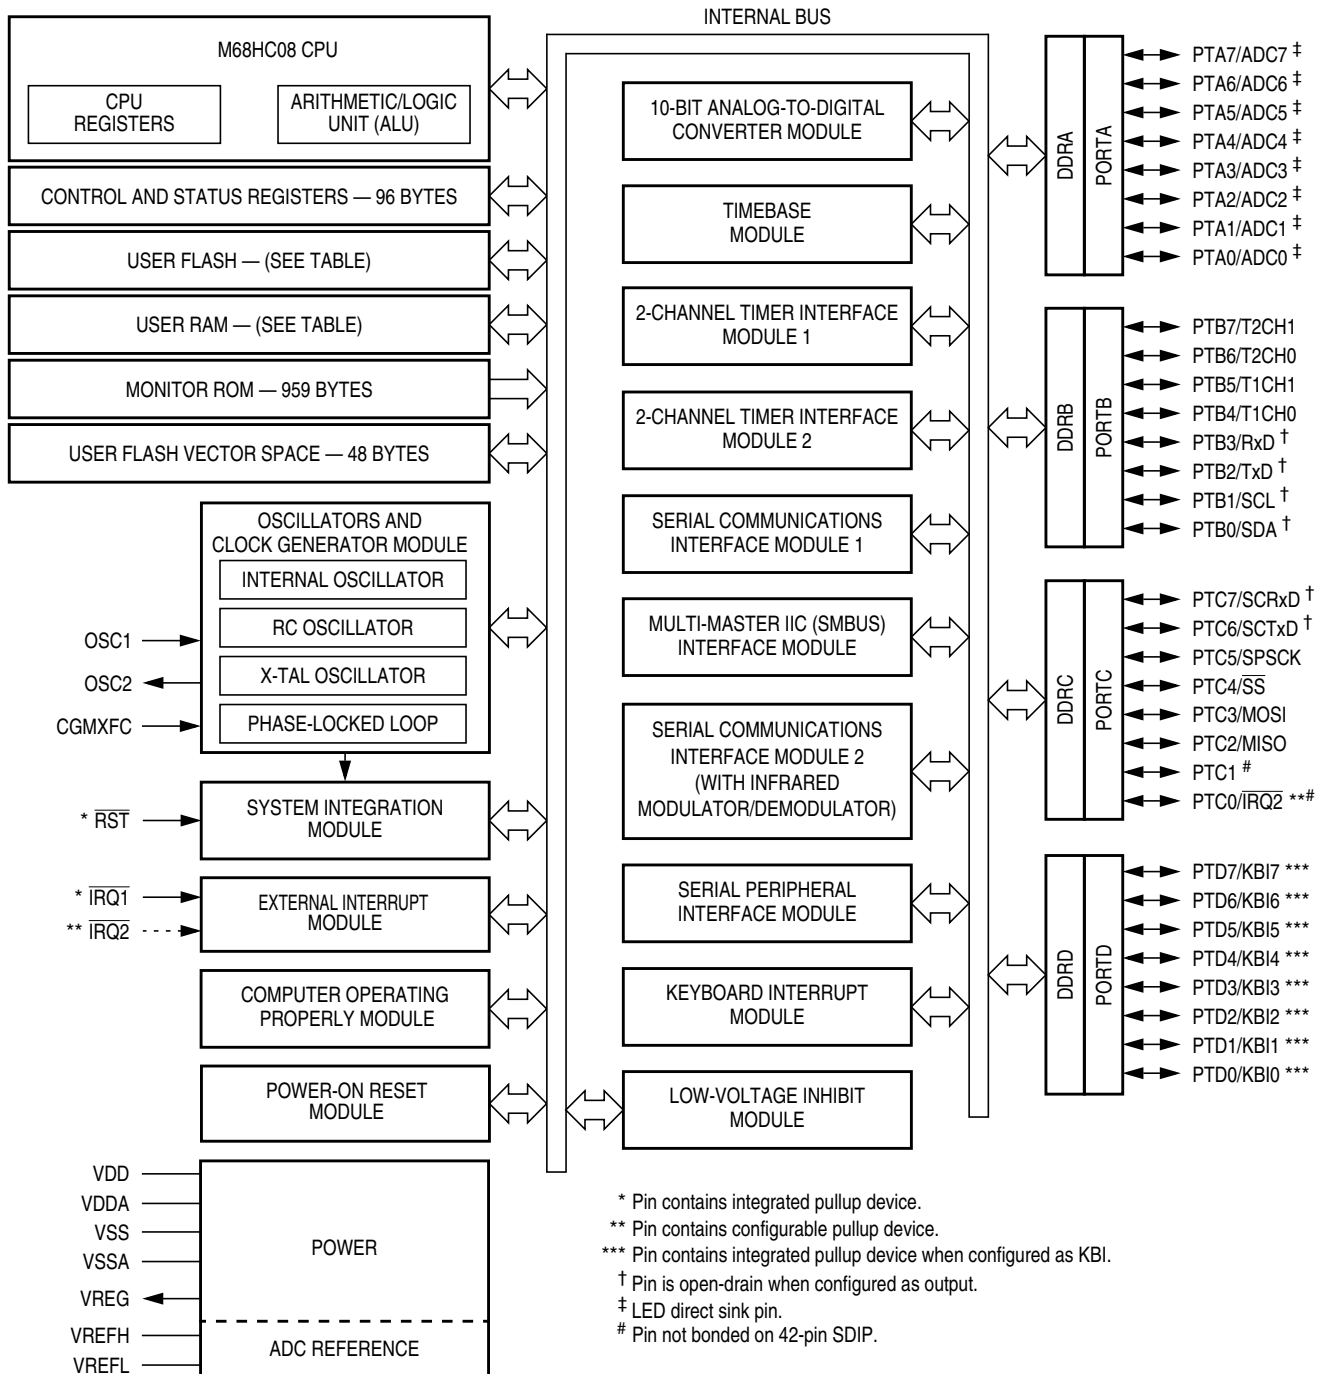 INTERNAL BUS
M68HC08 CPU
CPU
REGISTERS
ARITHMETIC/LOGIC
UNIT (ALU)
CONTROL AND STATUS REGISTERS — 96 BYTES
USER FLASH — (SEE TABLE)
USER RAM — (SEE TABLE)
MONITOR ROM — 959 BYTES
USER FLASH VECTOR SPACE — 48 BYTES
OSCILLATORS AND
CLOCK GENERATOR MODULE
INTERNAL OSCILLATOR
RC OSCILLATOR
X-TAL OSCILLATOR
PHASE-LOCKED LOOP
OSC1
OSC2
CGMXFC
* R̅S̅T̅
SYSTEM INTEGRATION
MODULE
* I̅R̅Q̅1̅
** I̅R̅Q̅2̅
EXTERNAL INTERRUPT
MODULE
COMPUTER OPERATING
PROPERLY MODULE
POWER-ON RESET
MODULE
VDD
VDDA
VSS
VSSA
VREG
VREFH
VREFL
POWER
ADC REFERENCE
10-BIT ANALOG-TO-DIGITAL
CONVERTER MODULE
TIMEBASE
MODULE
2-CHANNEL TIMER INTERFACE
MODULE 1
2-CHANNEL TIMER INTERFACE
MODULE 2
SERIAL COMMUNICATIONS
INTERFACE MODULE 1
MULTI-MASTER IIC (SMBUS)
INTERFACE MODULE
SERIAL COMMUNICATIONS
INTERFACE MODULE 2
(WITH INFRARED
MODULATOR/DEMODULATOR)
SERIAL PERIPHERAL
INTERFACE MODULE
KEYBOARD INTERRUPT
MODULE
LOW-VOLTAGE INHIBIT
MODULE
DDRA
PORTA
PTA7/ADC7 ‡
PTA6/ADC6 ‡
PTA5/ADC5 ‡
PTA4/ADC4 ‡
PTA3/ADC3 ‡
PTA2/ADC2 ‡
PTA1/ADC1 ‡
PTA0/ADC0 ‡
DDRB
PORTB
PTB7/T2CH1
PTB6/T2CH0
PTB5/T1CH1
PTB4/T1CH0
PTB3/RxD †
PTB2/TxD †
PTB1/SCL †
PTB0/SDA †
DDRC
PORTC
PTC7/SCRxD †
PTC6/SCTxD †
PTC5/SPSCK
PTC4/S̅S̅
PTC3/MOSI
PTC2/MISO
PTC1 #
PTC0/I̅R̅Q̅2̅ **#
DDRD
PORTD
PTD7/KBI7 ***
PTD6/KBI6 ***
PTD5/KBI5 ***
PTD4/KBI4 ***
PTD3/KBI3 ***
PTD2/KBI2 ***
PTD1/KBI1 ***
PTD0/KBI0 ***
* Pin contains integrated pullup device.
** Pin contains configurable pullup device.
*** Pin contains integrated pullup device when configured as KBI.
† Pin is open-drain when configured as output.
‡ LED direct sink pin.
# Pin not bonded on 42-pin SDIP.